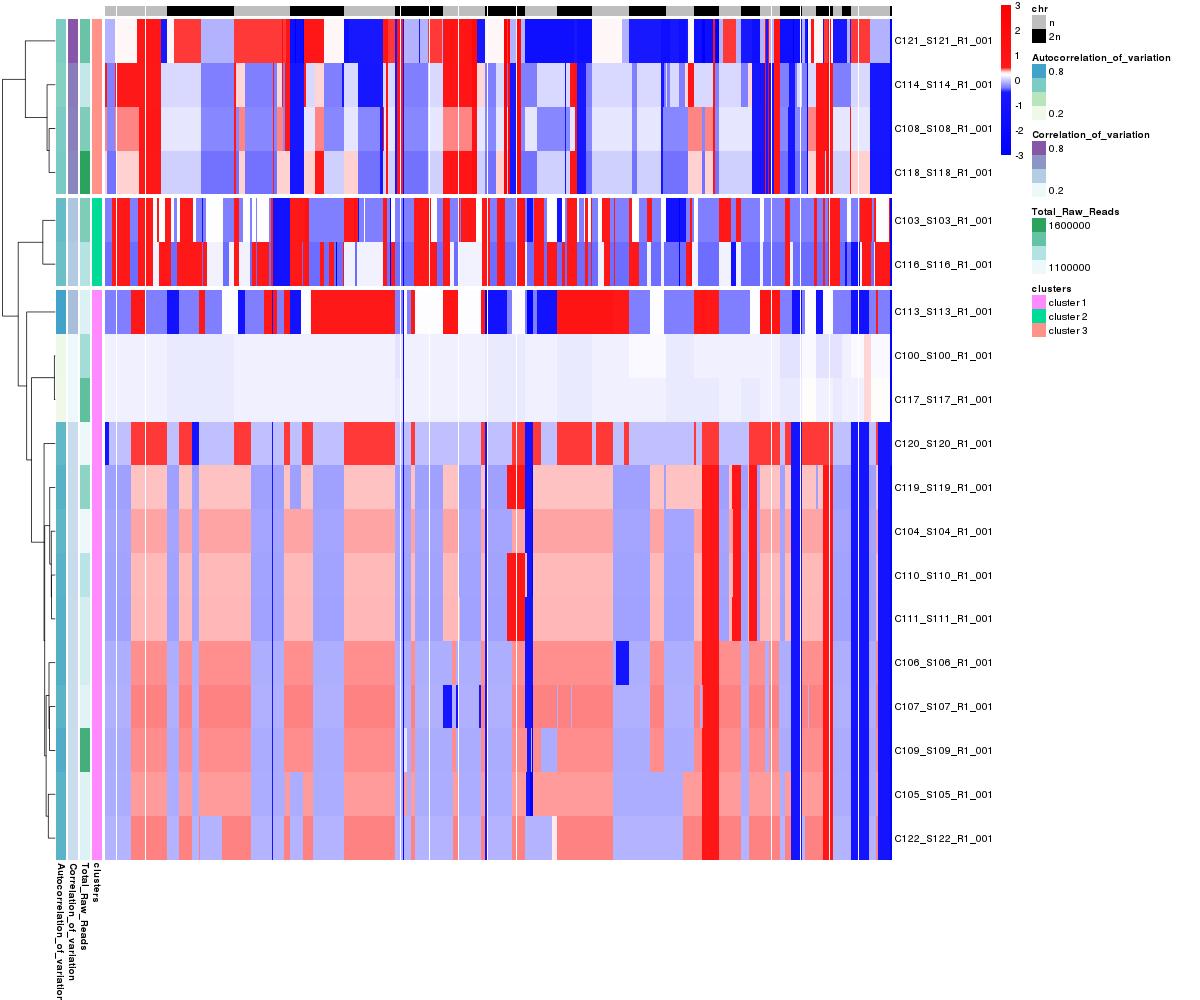 C121_S121_R1_001
C114_S114_R1_001
C108_S108_R1_001
C118_S118_R1_001
C103_S103_R1_001
C116_S116_R1_001
C113_S113_R1_001
C100_S100_R1_001
C117_S117_R1_001
C120_S120_R1_001
C119_S119_R1_001
C104_S104_R1_001
C110_S110_R1_001
C111_S111_R1_001
C106_S106_R1_001
C107_S107_R1_001
C109_S109_R1_001
C105_S105_R1_001
C122_S122_R1_001
Autocorrelation_of_variation
Correlation_of_variation
Total_Raw_Reads
clusters
3
2
1
0
-1
-2
-3
chr
n
2n
Autocorrelation_of_variation
0.8
0.2
Correlation_of_variation
0.8
0.2
Total_Raw_Reads
1600000
1100000
clusters
cluster 1
cluster 2
cluster 3